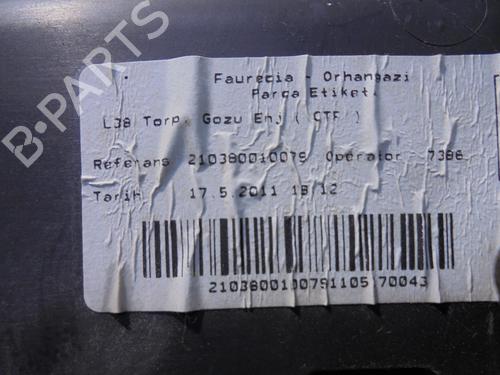 B-PARTS
Faurecia - Orhangazi
Parça Etiketi
L38 Torp. Gozu Enj ( CTF )
Referans 210380010079 Operator 7386
Tarih 17.5.2011 18 12
210380010079110570043